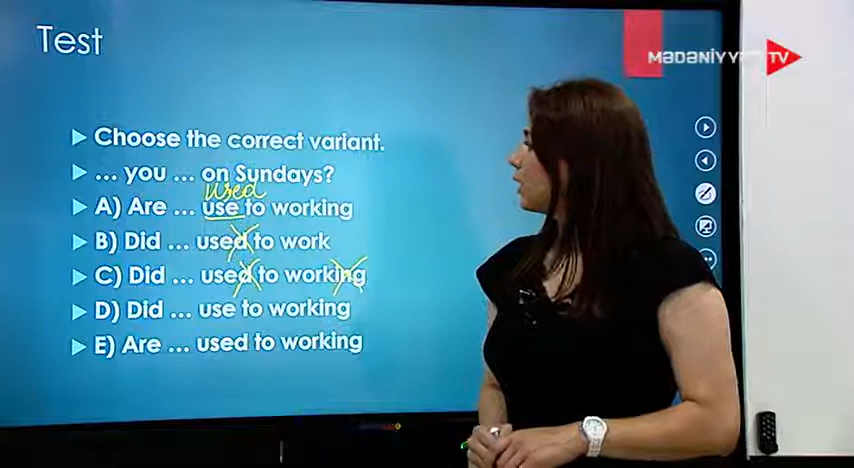 Test
MƏDƏNİYYƏT TV
Choose the correct variant.
... you ... on Sundays?
used
A) Are ... use to working
B) Did ... used to work
C) Did ... used to working
D) Did ... use to working
E) Are ... used to working